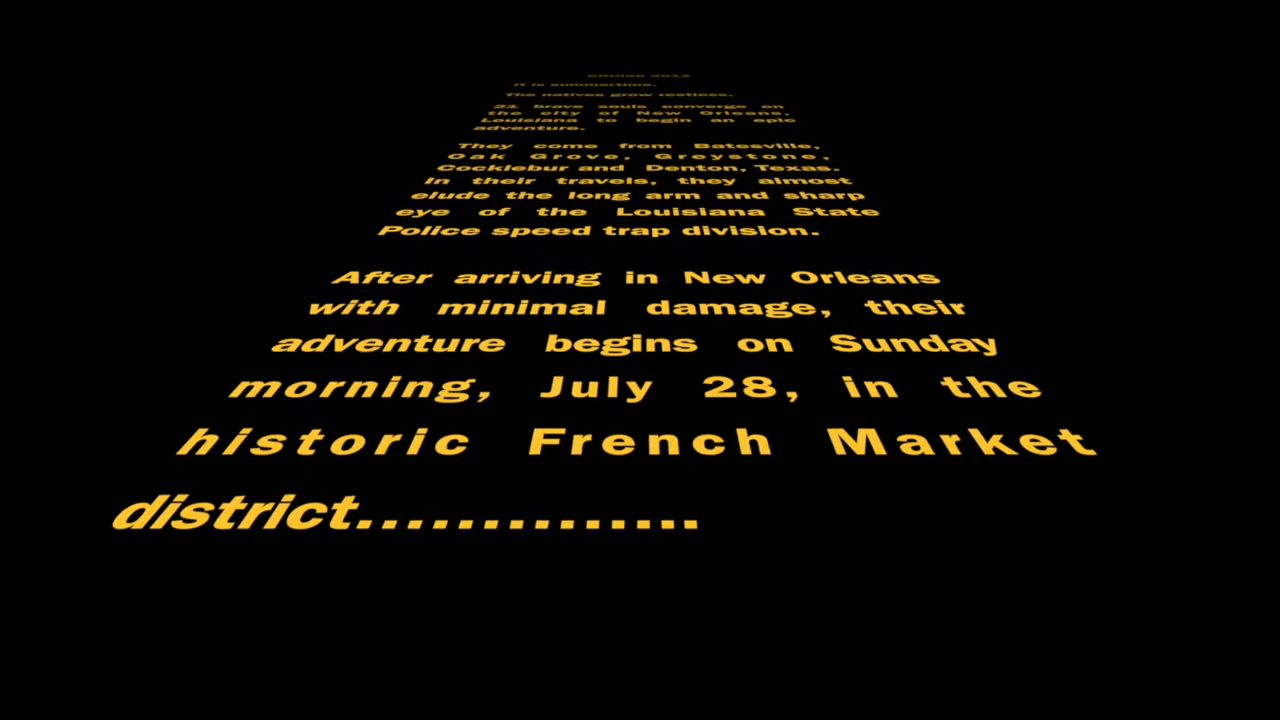 CRUISE 2013
It is summertime.
The natives grow restless.
21 brave souls converge on
the city of New Orleans,
Louisiana to begin an epic
adventure.
They come from Batesville,
Oak Grove, Greystone,
Cocklebur and Denton, Texas.
In their travels, they almost
elude the long arm and sharp
eye of the Louisiana State
Police speed trap division.
After arriving in New Orleans
with minimal damage, their
adventure begins on Sunday
morning, July 28, in the
historic French Market
district..............